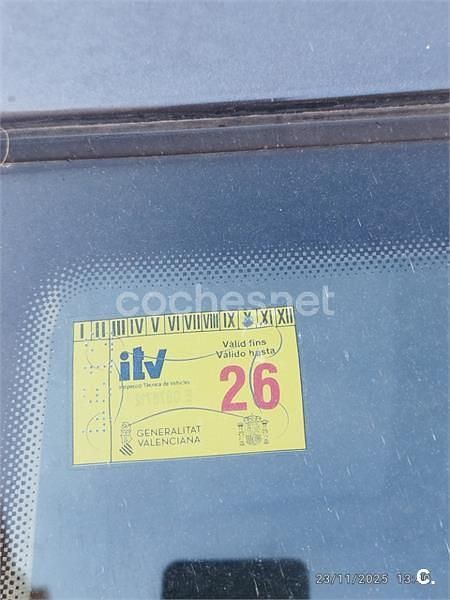 cochesnet
I II III IV V VI VII VIII IX X XI XII
itv
Inspecció Tècnica de Vehicles
Vàlid fins
Válido hasta
26
GENERALITAT
VALENCIANA
23/11/2025
C.